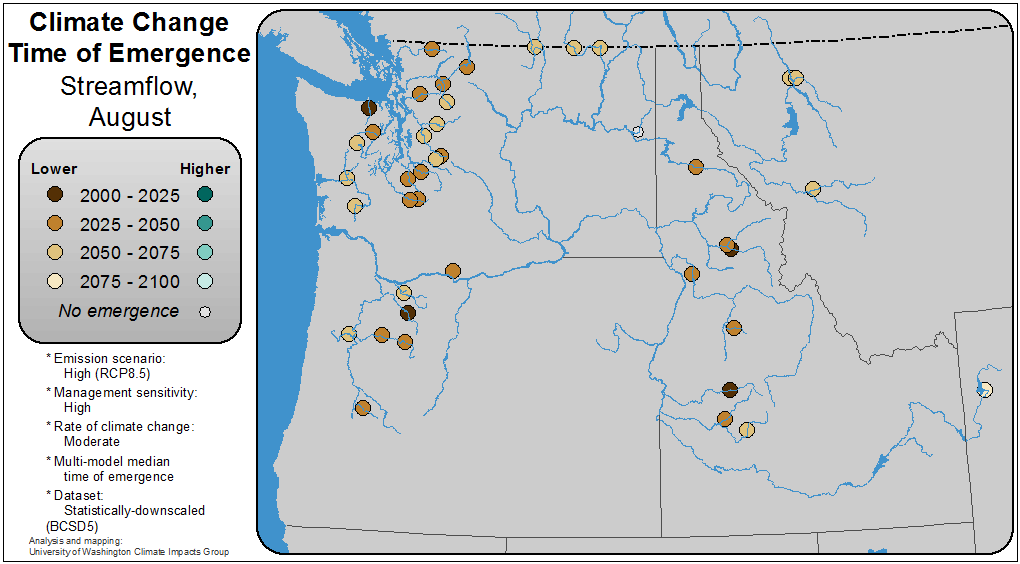 Climate Change
Time of Emergence
Streamflow,
August
Lower Higher
2000 - 2025
2025 - 2050
2050 - 2075
2075 - 2100
No emergence
* Emission scenario:
High (RCP8.5)
* Management sensitivity:
High
* Rate of climate change:
Moderate
* Multi-model median
time of emergence
* Dataset:
Statistically-downscaled
(BCSD5)
Analysis and mapping:
University of Washington Climate Impacts Group